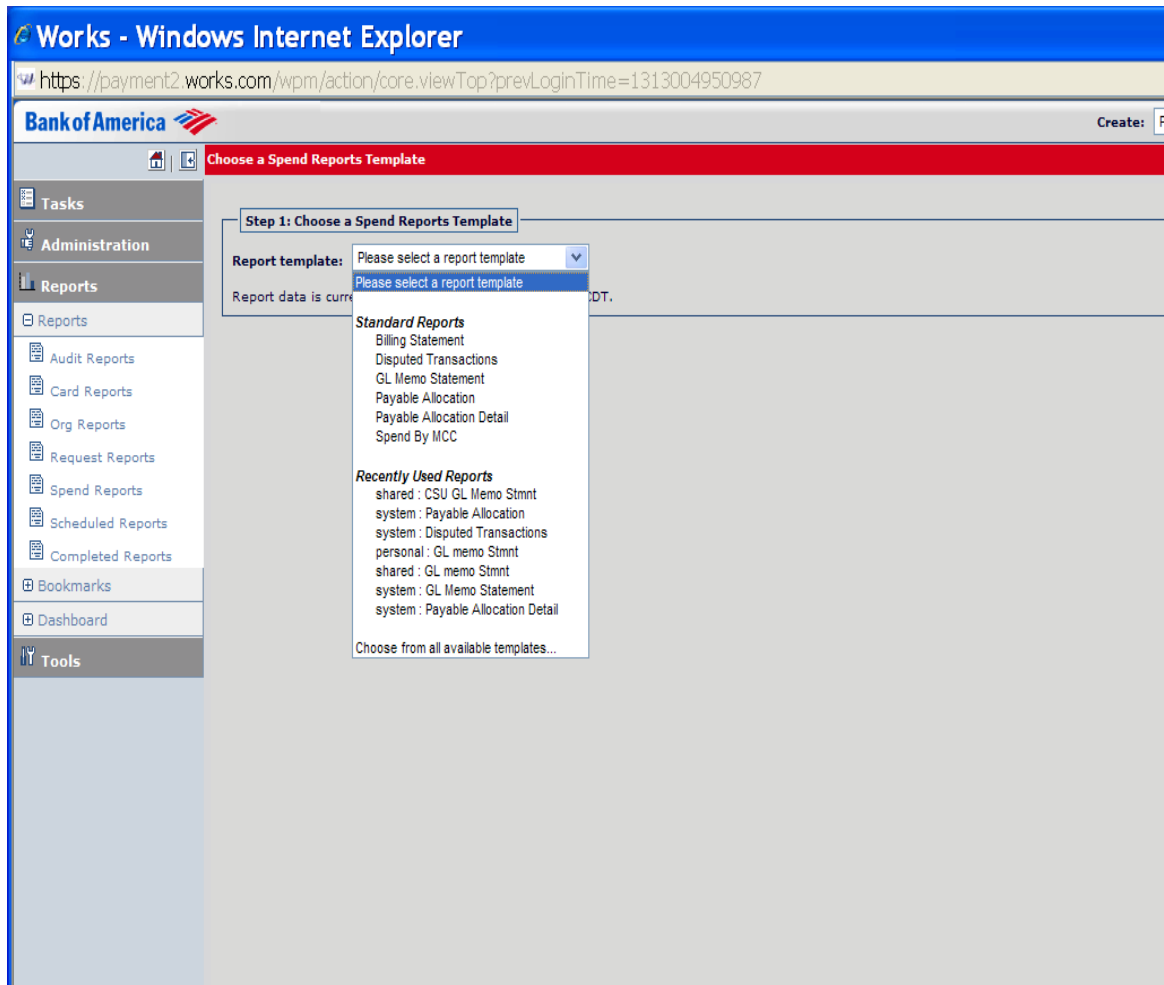 Works - Windows Internet Explorer
https://payment2.works.com/wpm/action/core.viewTop?prevLoginTime=1313004950987
Bank of America
Create:
Choose a Spend Reports Template
Tasks
Administration
Reports
Reports
Audit Reports
Card Reports
Org Reports
Request Reports
Spend Reports
Scheduled Reports
Completed Reports
Bookmarks
Dashboard
Tools
Step 1: Choose a Spend Reports Template
Report template: Please select a report template
Report data is CDT.
Please select a report template
Standard Reports
Billing Statement
Disputed Transactions
GL Memo Statement
Payable Allocation
Payable Allocation Detail
Spend By MCC
Recently Used Reports
shared : CSU GL Memo Stmnt
system : Payable Allocation
system : Disputed Transactions
personal : GL memo Stmnt
shared : GL memo Stmnt
system : GL Memo Statement
system : Payable Allocation Detail
Choose from all available templates...